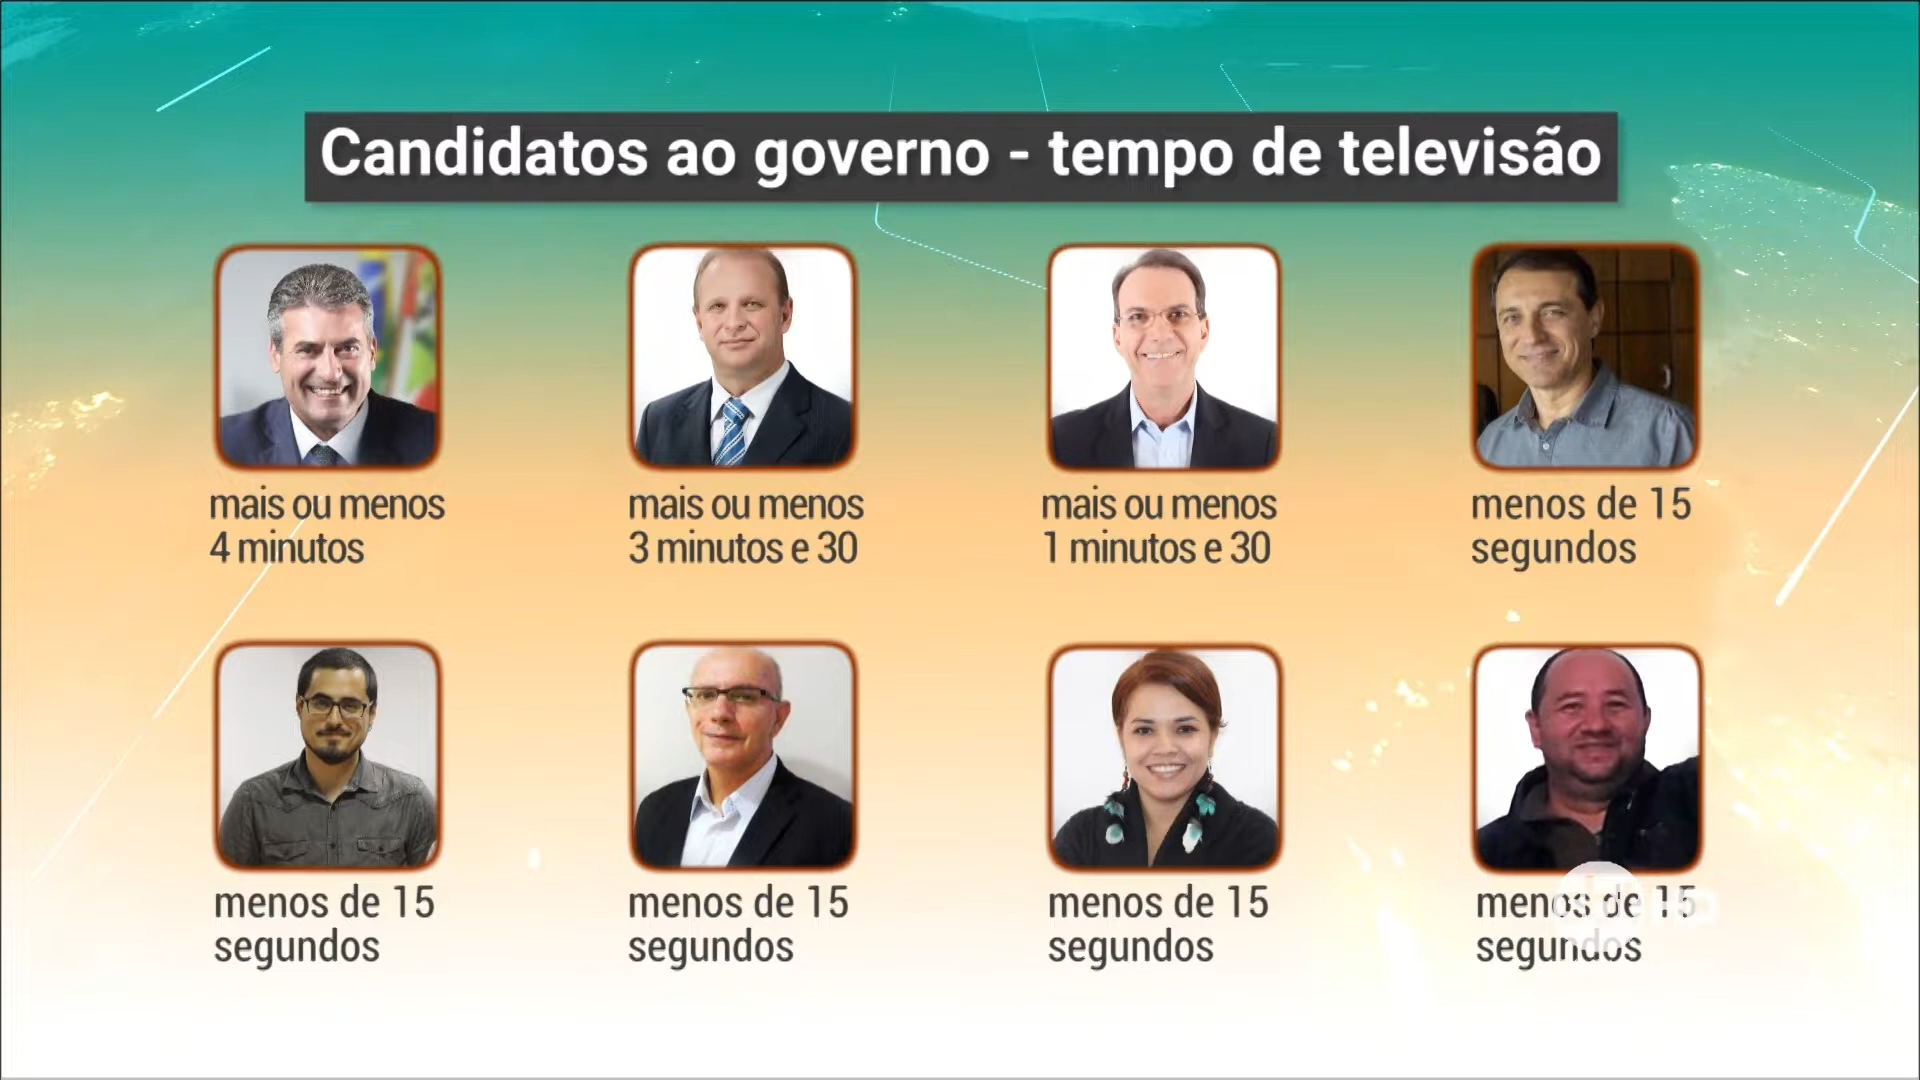 Candidatos ao governo - tempo de televisão
mais ou menos
4 minutos
mais ou menos
3 minutos e 30
mais ou menos
1 minutos e 30
menos de 15
segundos
menos de 15
segundos
menos de 15
segundos
menos de 15
segundos
menos de 15
segundos